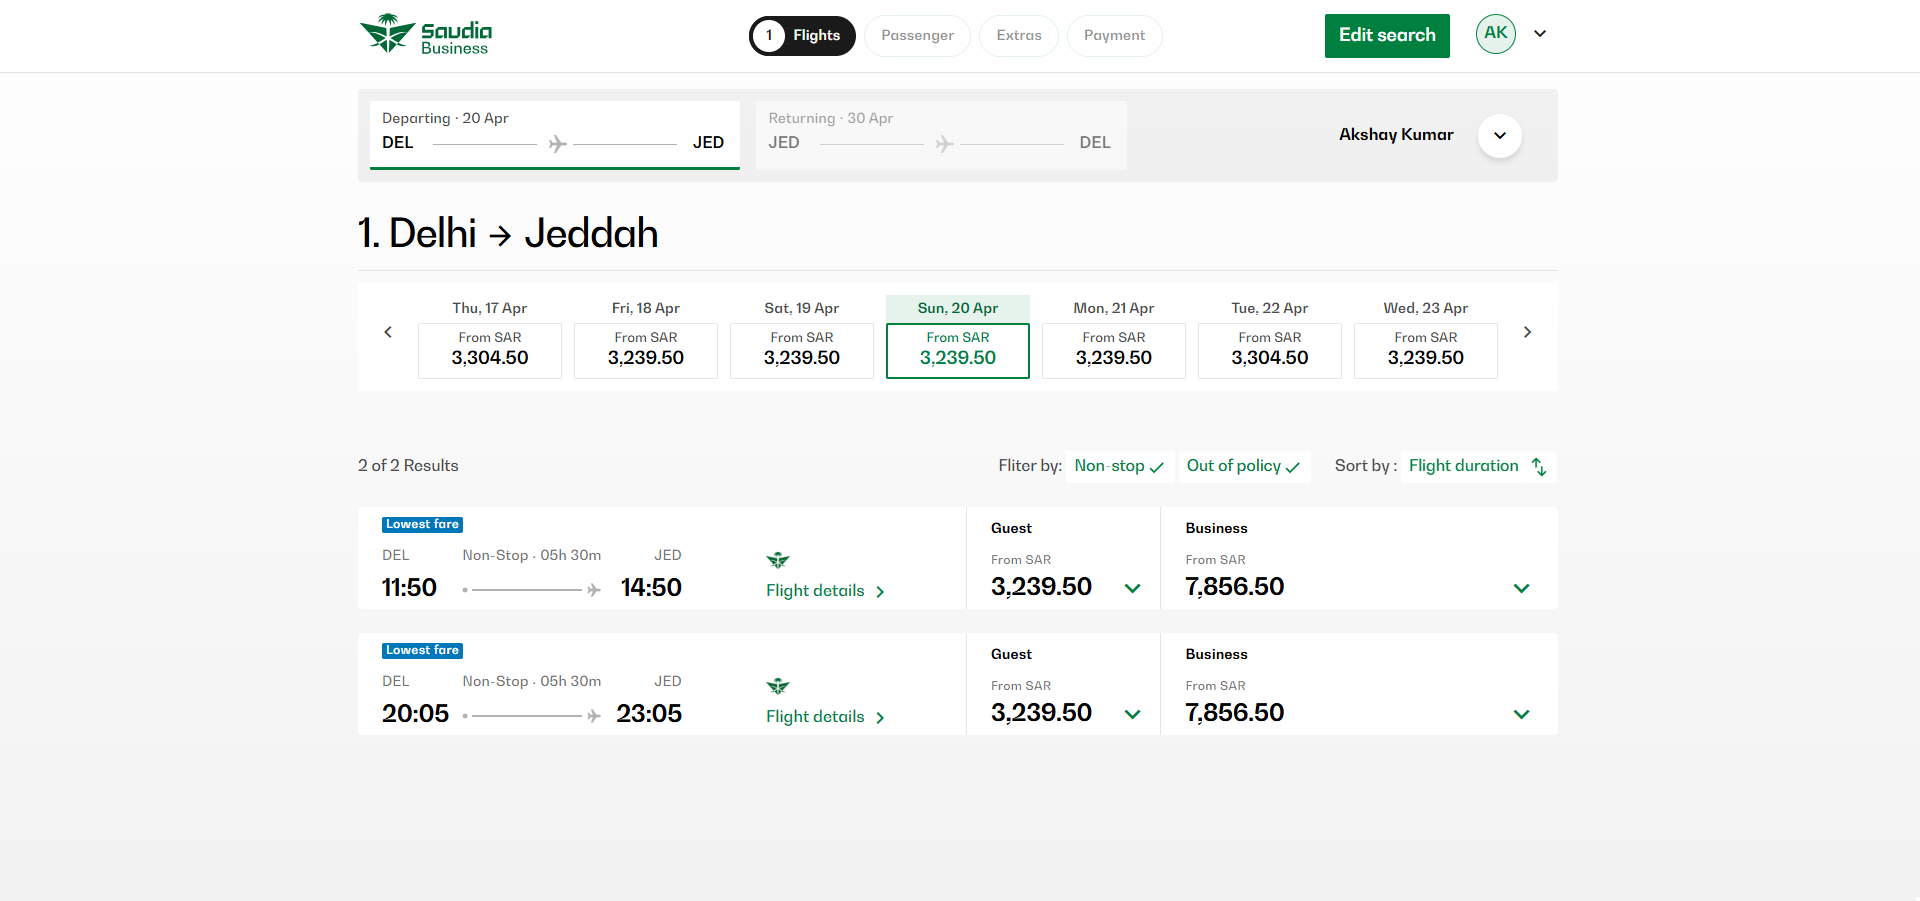 Saudia
Business
1 Flights
Passenger
Extras
Payment
Edit search
AK
Departing · 20 Apr
DEL JED
Returning · 30 Apr
JED DEL
Akshay Kumar
1. Delhi → Jeddah
Thu, 17 Apr
From SAR
3,304.50
Fri, 18 Apr
From SAR
3,239.50
Sat, 19 Apr
From SAR
3,239.50
Sun, 20 Apr
From SAR
3,239.50
Mon, 21 Apr
From SAR
3,239.50
Tue, 22 Apr
From SAR
3,304.50
Wed, 23 Apr
From SAR
3,239.50
2 of 2 Results
Fliter by: Non-stop Out of policy Sort by : Flight duration
Lowest fare
DEL Non-Stop · 05h 30m JED
11:50 14:50
Flight details
Guest
From SAR
3,239.50
Business
From SAR
7,856.50
Lowest fare
DEL Non-Stop · 05h 30m JED
20:05 23:05
Flight details
Guest
From SAR
3,239.50
Business
From SAR
7,856.50